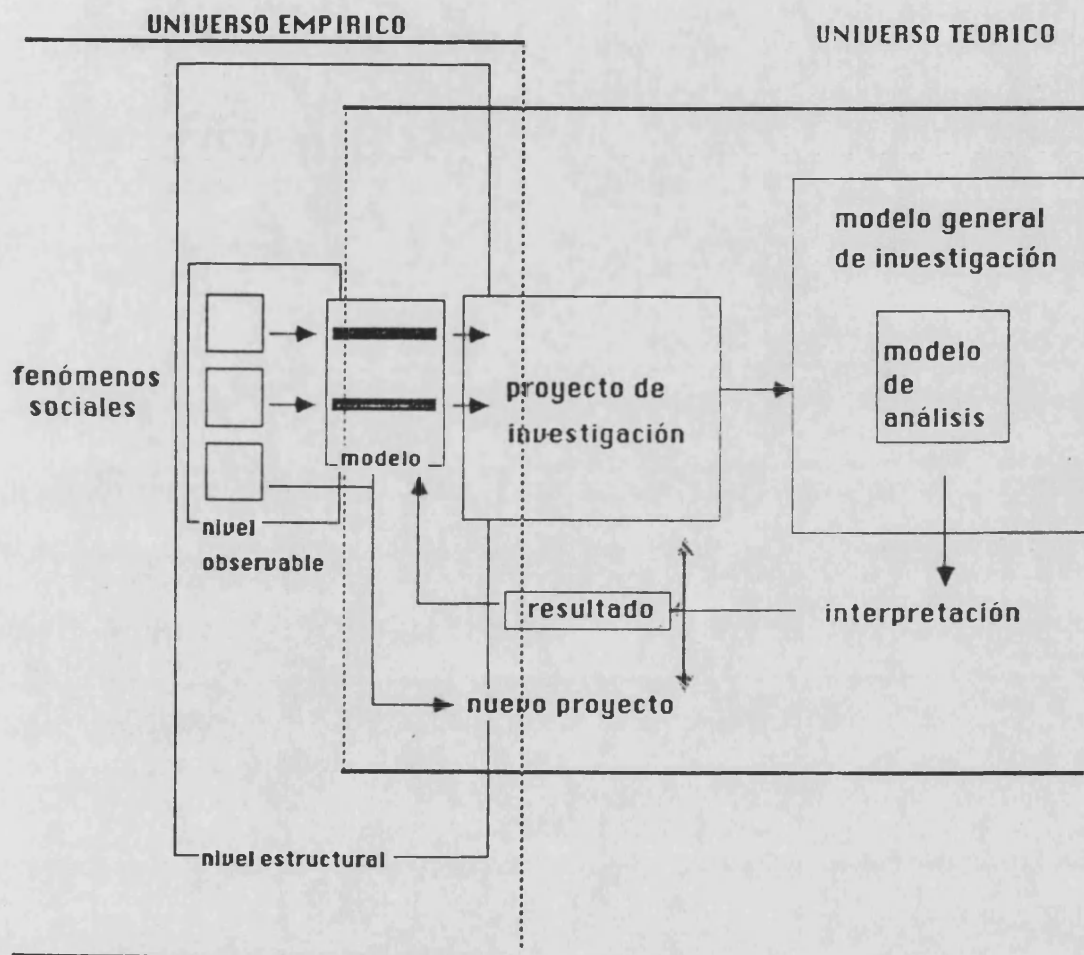 UNIVERSO EMPIRICO
UNIVERSO TEORICO
modelo general
de investigación
modelo
de
análisis
fenómenos
sociales
proyecto de
investigación
modelo
nivel
observable
resultado
interpretación
nuevo proyecto
nivel estructural